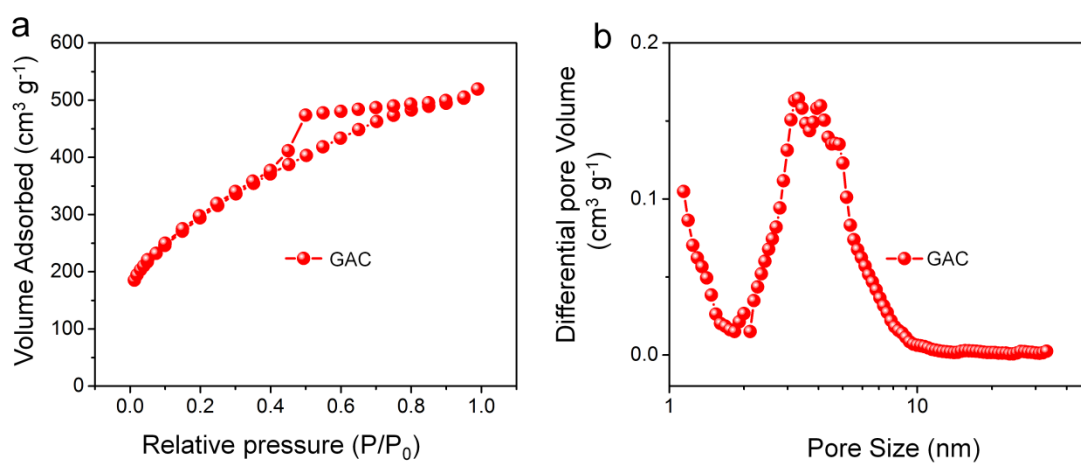 a
600
500
400
300
200
100
0
Volume Adsorbed (cm³ g⁻¹)
GAC
0.0 0.2 0.4 0.6 0.8 1.0
Relative pressure (P/P₀)
b
0.2
0.1
0.0
Differential pore Volume
(cm³ g⁻¹)
GAC
1 10
Pore Size (nm)